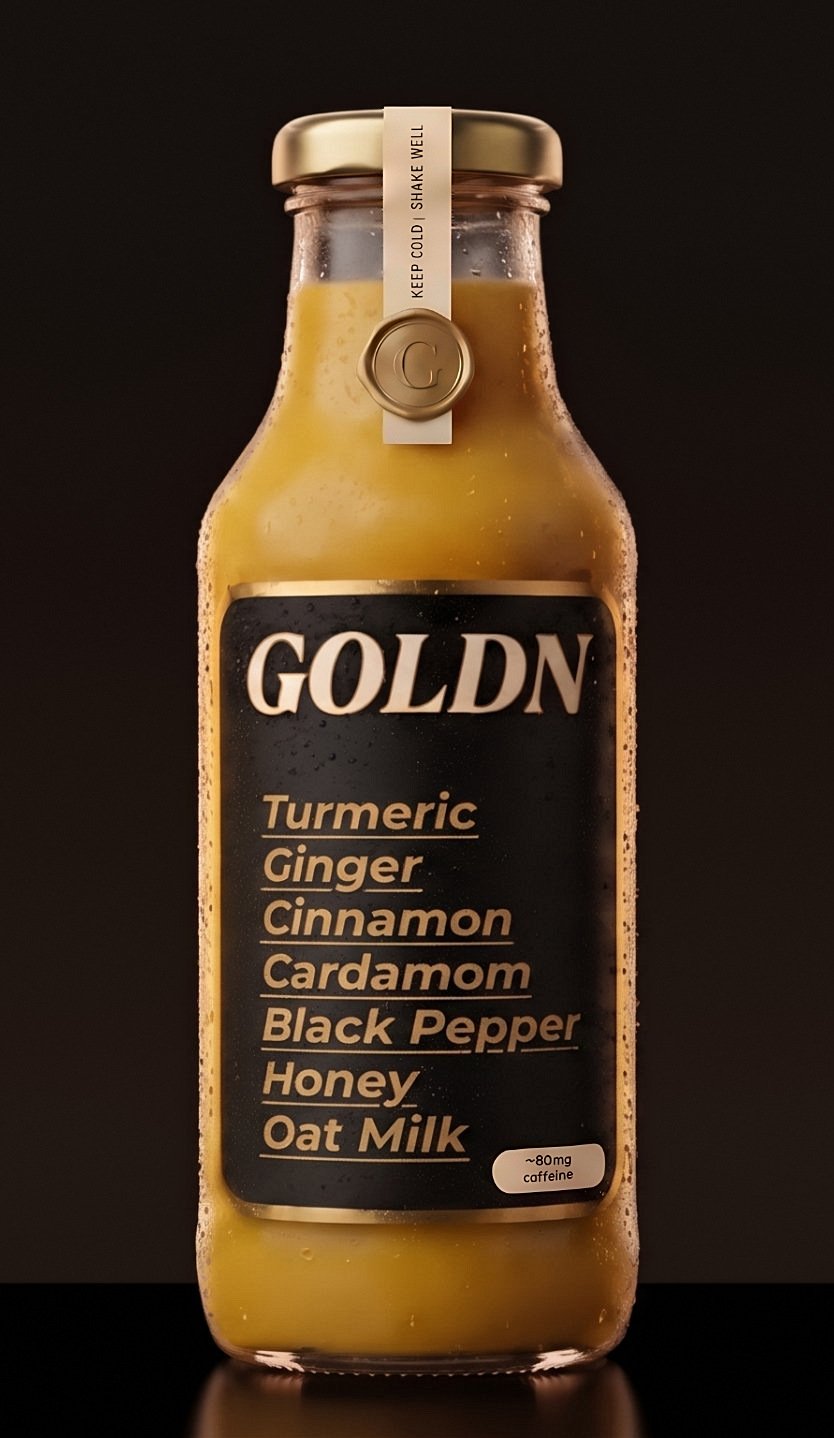 KEEP COLD | SHAKE WELL
G
GOLDN
Turmeric
Ginger
Cinnamon
Cardamom
Black Pepper
Honey
Oat Milk
~80mg
caffeine